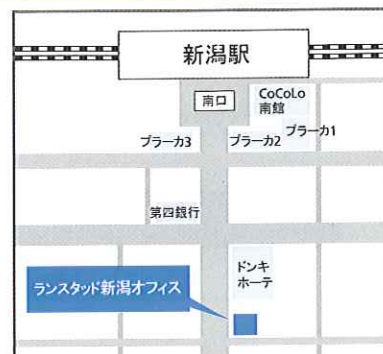 新潟駅
南口
CoCoLo
南館
プラーカ3
プラーカ2
プラーカ1
第四銀行
ドンキ
ホーテ
ランスタッド新潟オフィス